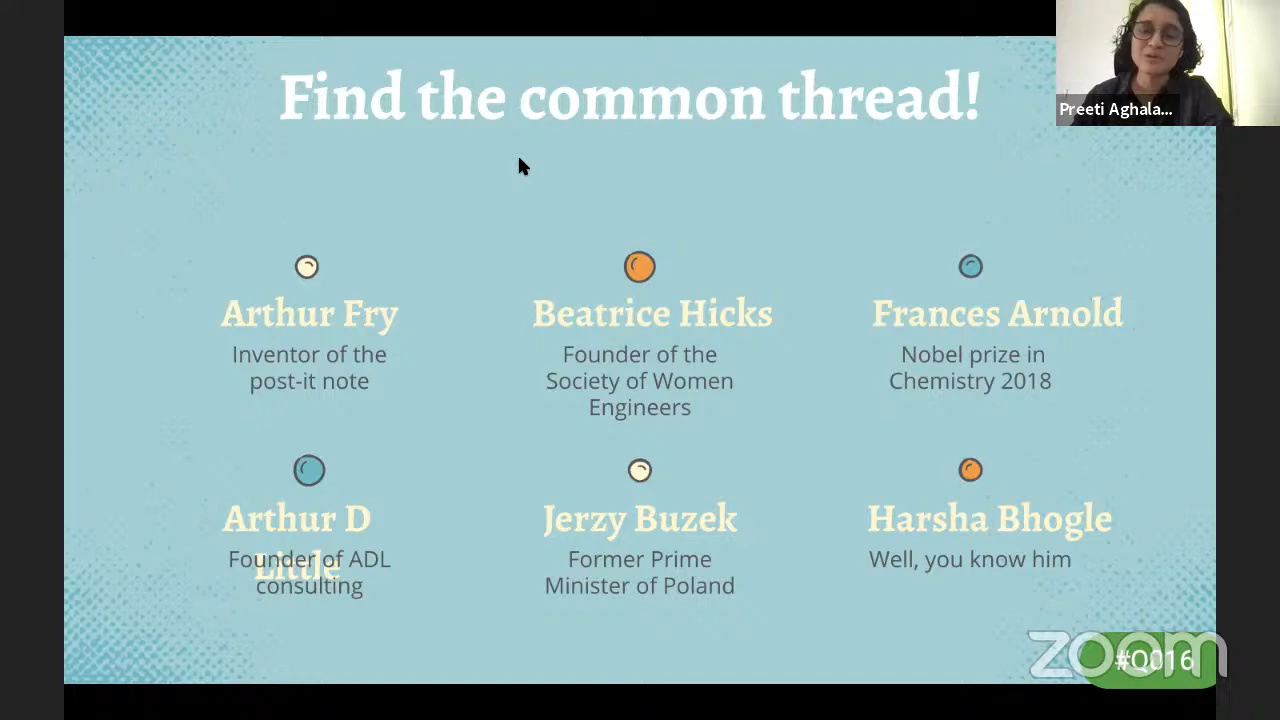 Find the common thread!
Preeti Aghala...
Arthur Fry
Inventor of the
post-it note
Beatrice Hicks
Founder of the
Society of Women
Engineers
Frances Arnold
Nobel prize in
Chemistry 2018
Arthur D
Little
Founder of ADL
consulting
Jerzy Buzek
Former Prime
Minister of Poland
Harsha Bhogle
Well, you know him
zoom
#Q016